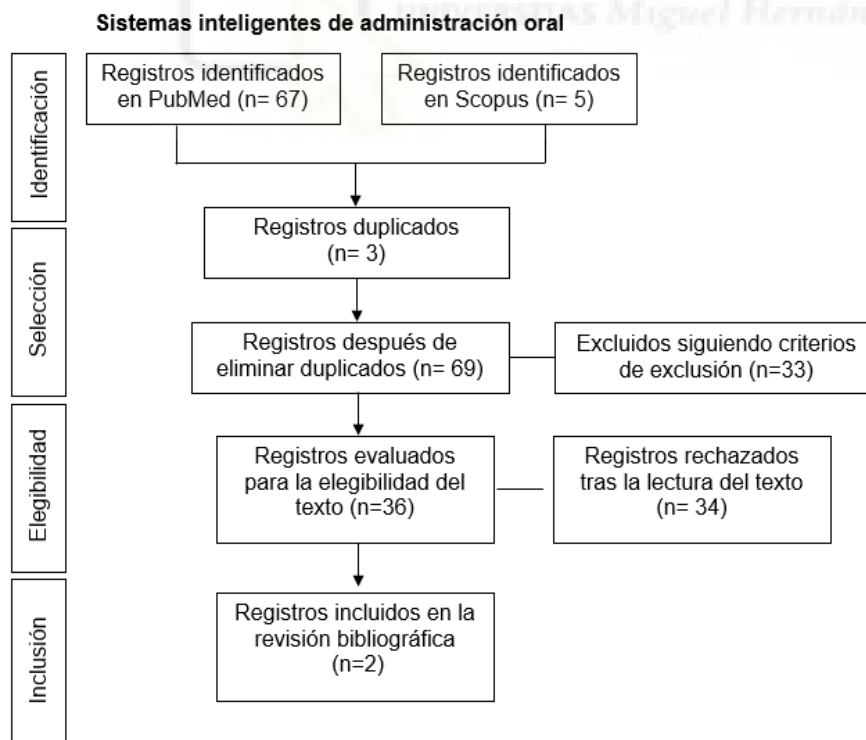 UNIVERSITAS Miguel Hernán
Sistemas inteligentes de administración oral
Identificación
Registros identificados
en PubMed (n= 67)
Registros identificados
en Scopus (n= 5)
Selección
Registros duplicados
(n= 3)
Registros después de
eliminar duplicados (n= 69)
Excluidos siguiendo criterios
de exclusión (n=33)
Elegibilidad
Registros evaluados
para la elegibilidad del
texto (n=36)
Registros rechazados
tras la lectura del texto
(n= 34)
Inclusión
Registros incluidos en la
revisión bibliográfica
(n=2)